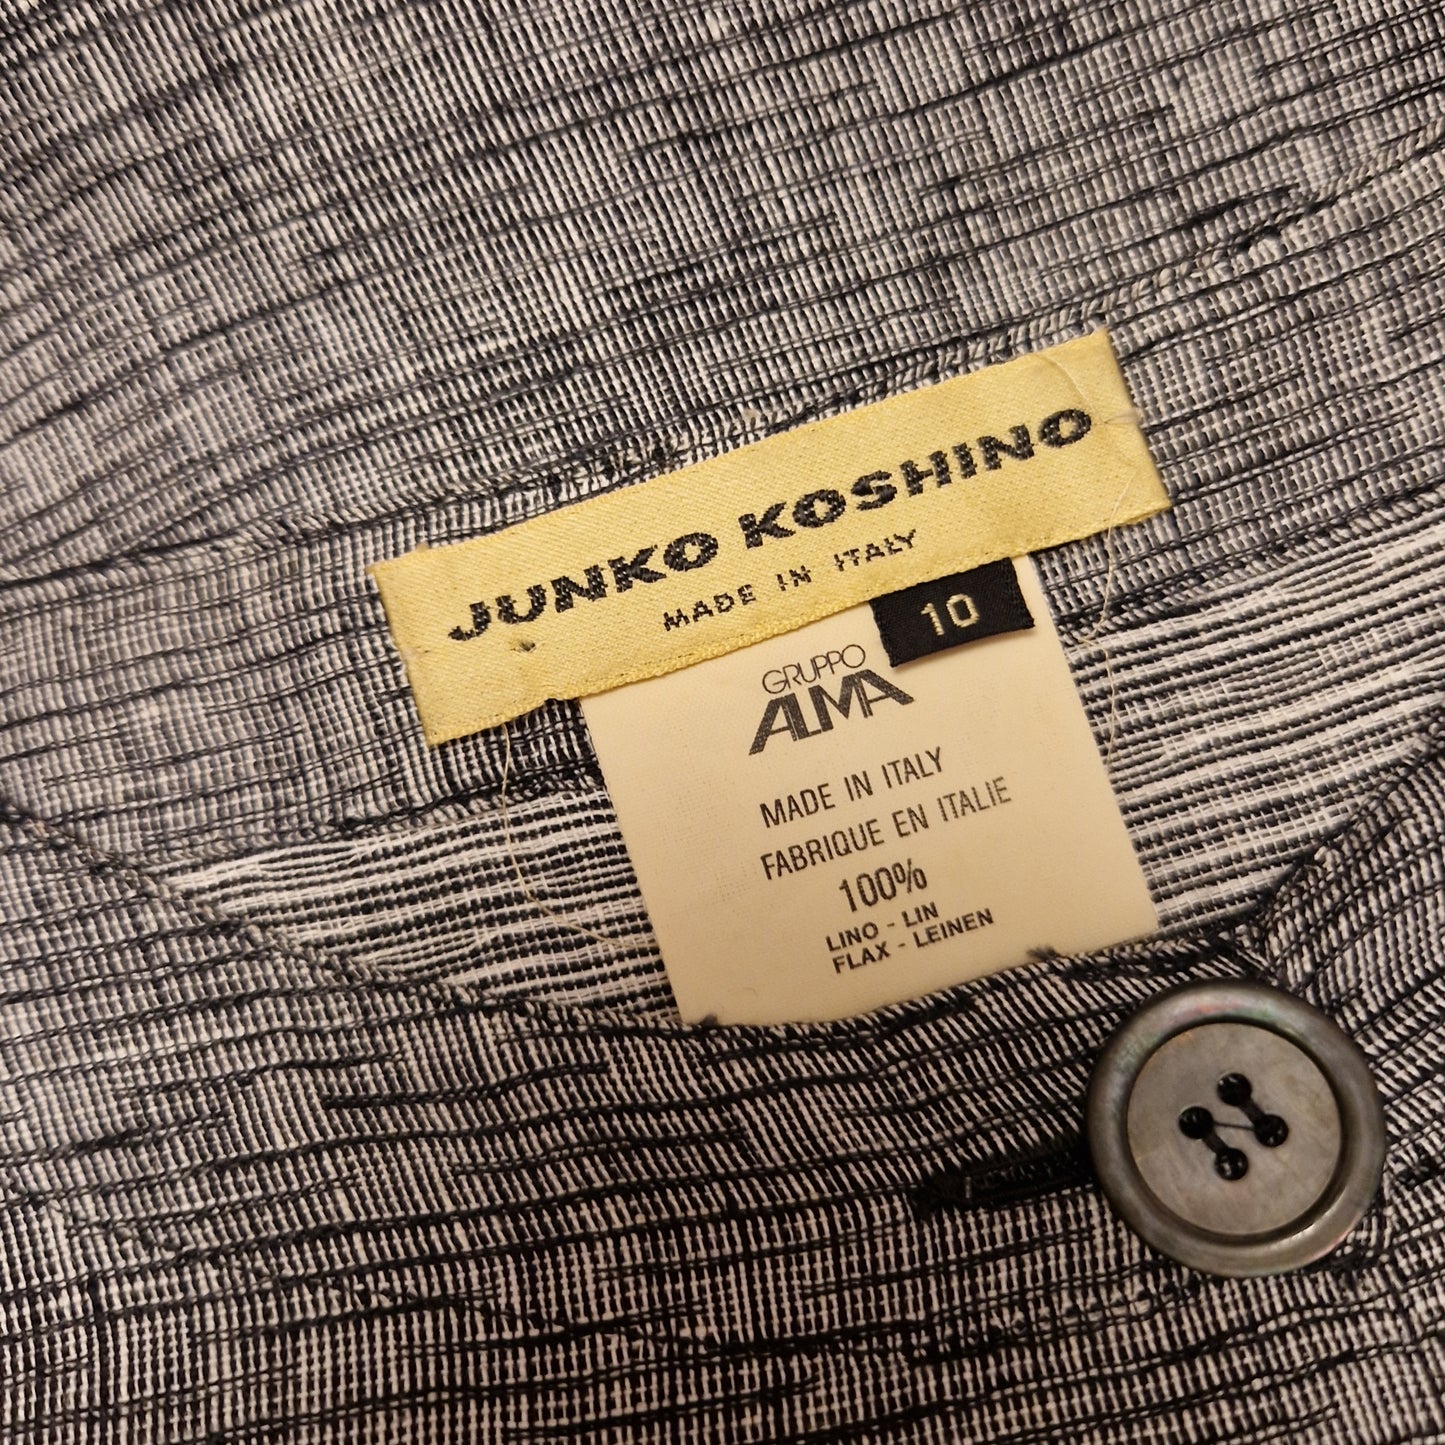 JUNKO KOSHINO
MADE IN ITALY
10
GRUPPO
ALMA
MADE IN ITALY
FABRIQUE EN ITALIE
100%
LINO - LIN
FLAX - LEINEN